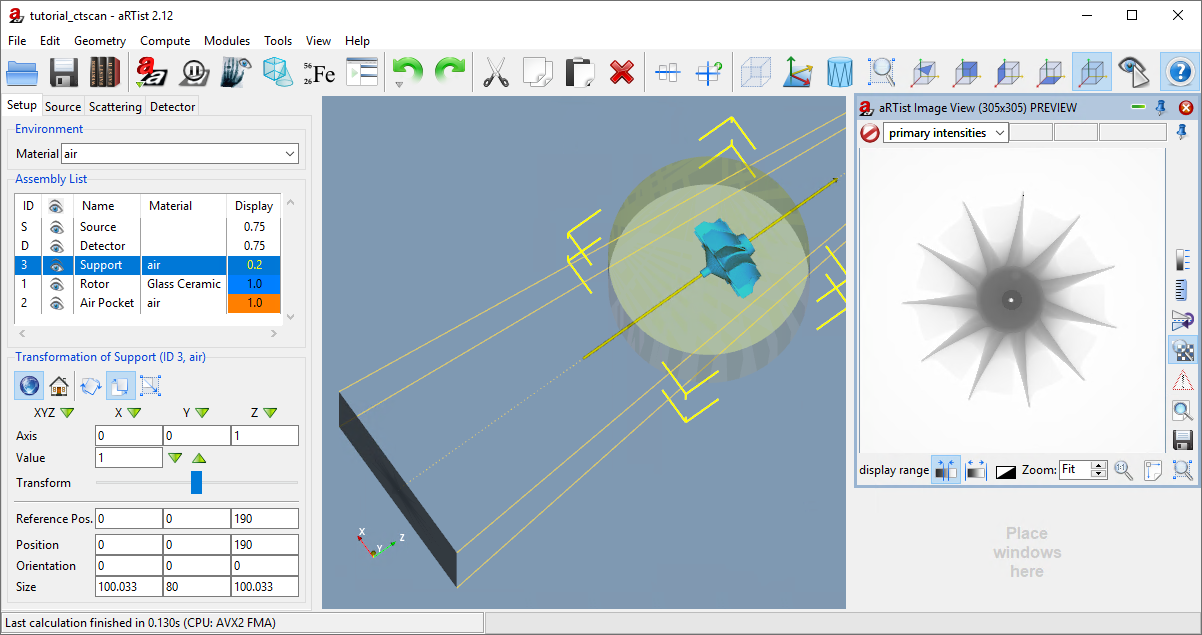 tutorial_ctscan - aRTist 2.12
File Edit Geometry Compute Modules Tools View Help
56 26 Fe
Setup Source Scattering Detector
Environment
Material air
Assembly List
ID Name Material Display
S Source 0.75
D Detector 0.75
3 Support air 0.2
1 Rotor Glass Ceramic 1.0
2 Air Pocket air 1.0
Transformation of Support (ID 3, air)
XYZ X Y Z
Axis 0 0 1
Value 1
Transform
Reference Pos. 0 0 190
Position 0 0 190
Orientation 0 0 0
Size 100.033 80 100.033
X Y Z
aRTist Image View (305x305) PREVIEW
primary intensities
display range Zoom: Fit 1:1
Place
windows
here
Last calculation finished in 0.130s (CPU: AVX2 FMA)